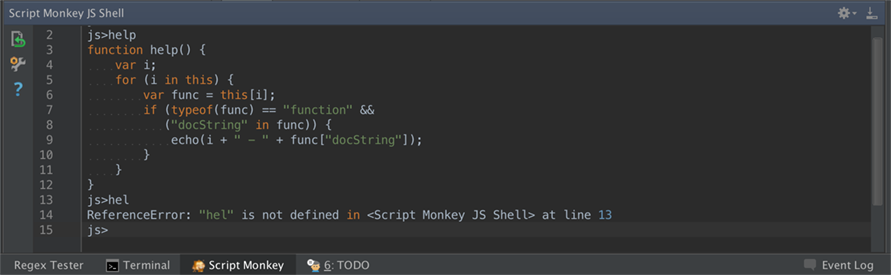 Script Monkey JS Shell
2 js>help
3 function help() {
4 var i;
5 for (i in this) {
6 var func = this[i];
7 if (typeof(func) == "function" &&
8 ("docString" in func)) {
9 echo(i + " - " + func["docString"]);
10 }
11 }
12 }
13 js>hel
14 ReferenceError: "hel" is not defined in <Script Monkey JS Shell> at line 13
15 js>
Regex Tester Terminal Script Monkey 6: TODO Event Log